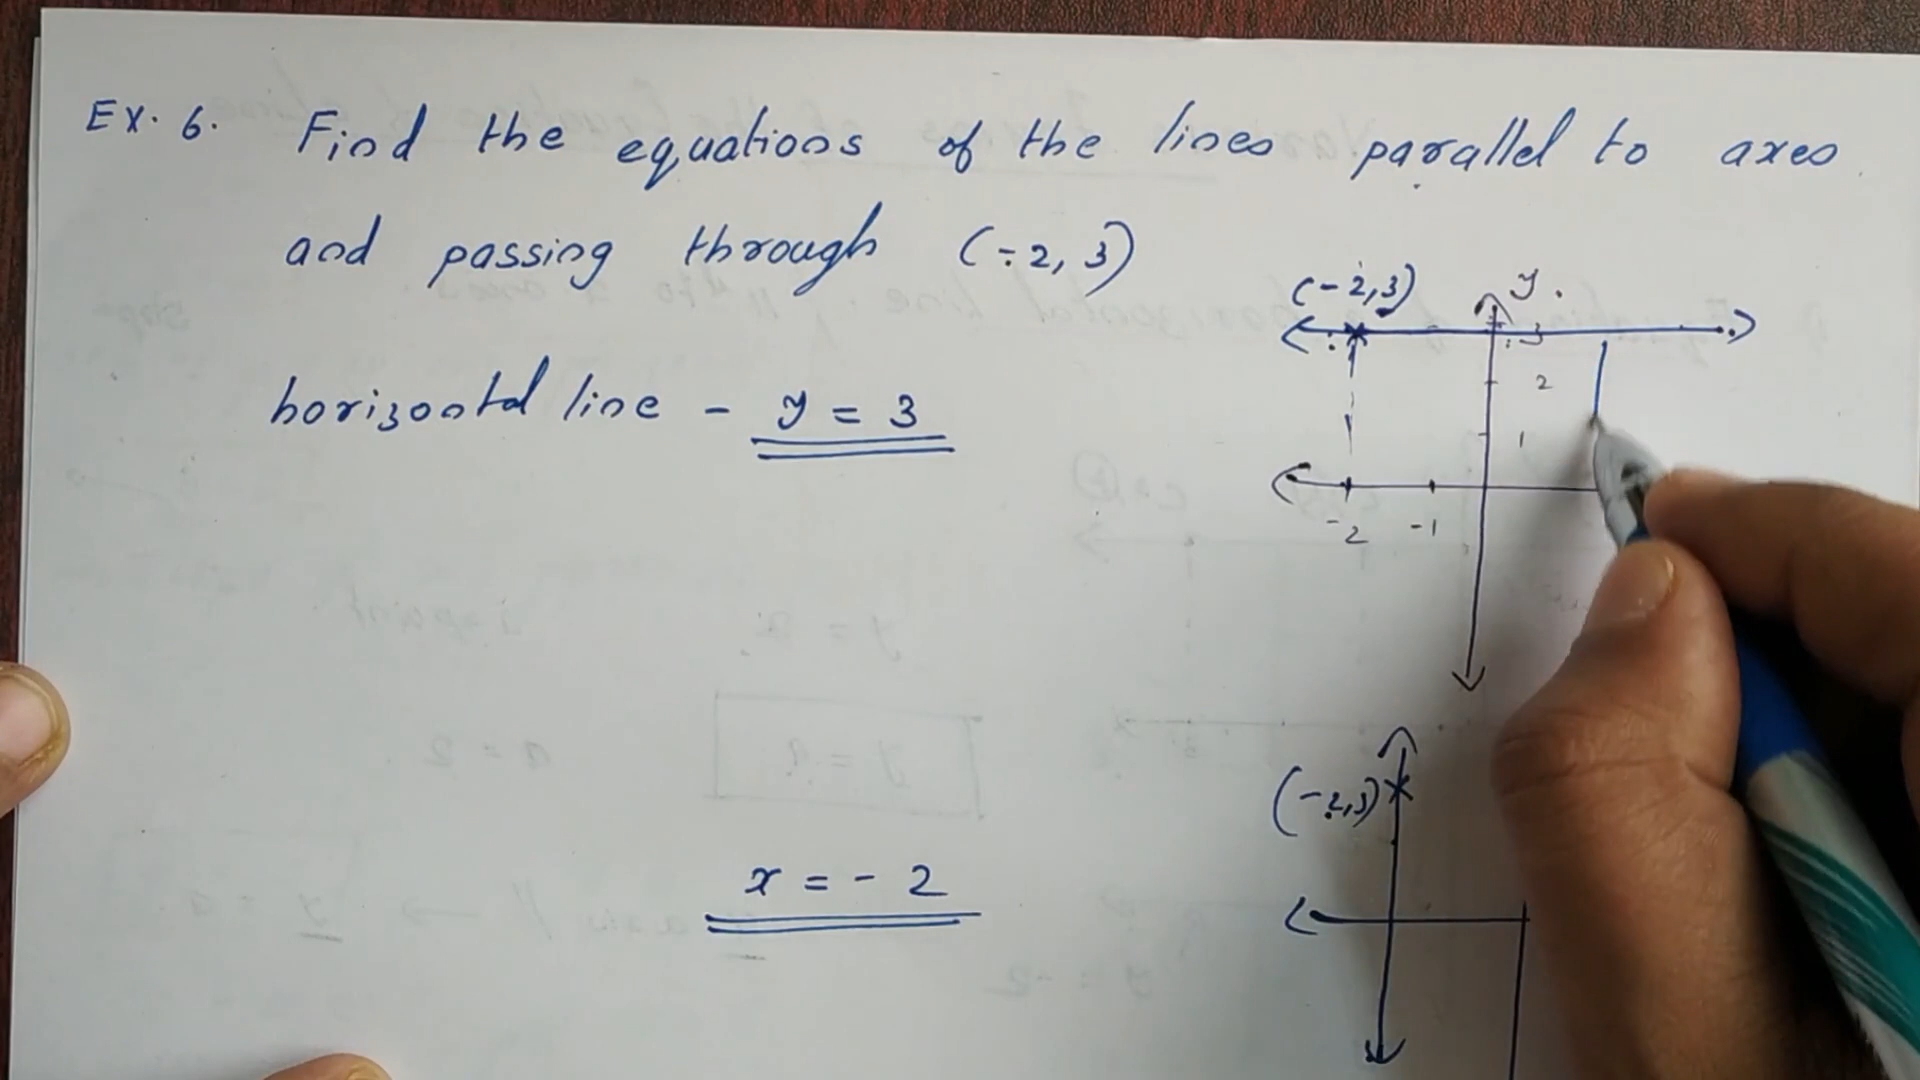 Ex. 6. Find the equations of the lines parallel to axes
and passing through (-2, 3)
(-2,3) y
3
horizontal line - y = 3
2
1
-2 -1
(-2,3)
x = - 2